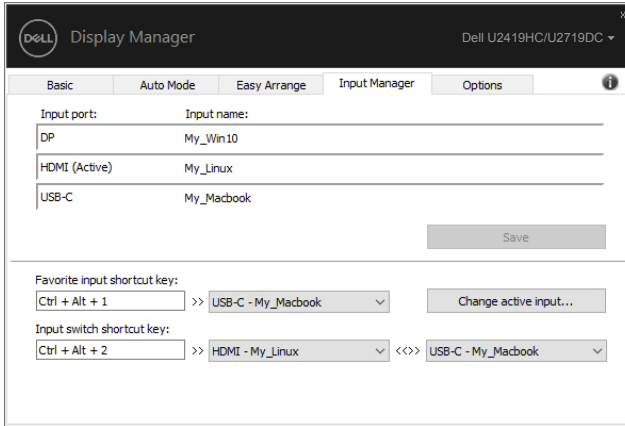 DELL Display Manager Dell U2419HC/U2719DC
Basic Auto Mode Easy Arrange Input Manager Options
Input port: Input name:
DP My_Win10
HDMI (Active) My_Linux
USB-C My_Macbook
Save
Favorite input shortcut key:
Ctrl + Alt + 1 >> USB-C - My_Macbook Change active input...
Input switch shortcut key:
Ctrl + Alt + 2 >> HDMI - My_Linux <<>> USB-C - My_Macbook